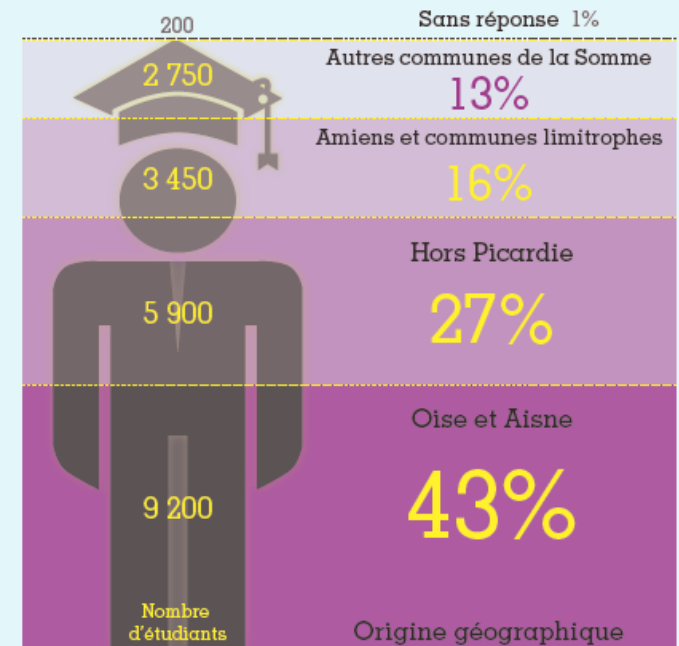 200 Sans réponse 1%
2 750 Autres communes de la Somme
13%
Amiens et communes limitrophes
3 450 16%
Hors Picardie
5 900 27%
Oise et Aisne
9 200 43%
Nombre
d'étudiants Origine géographique